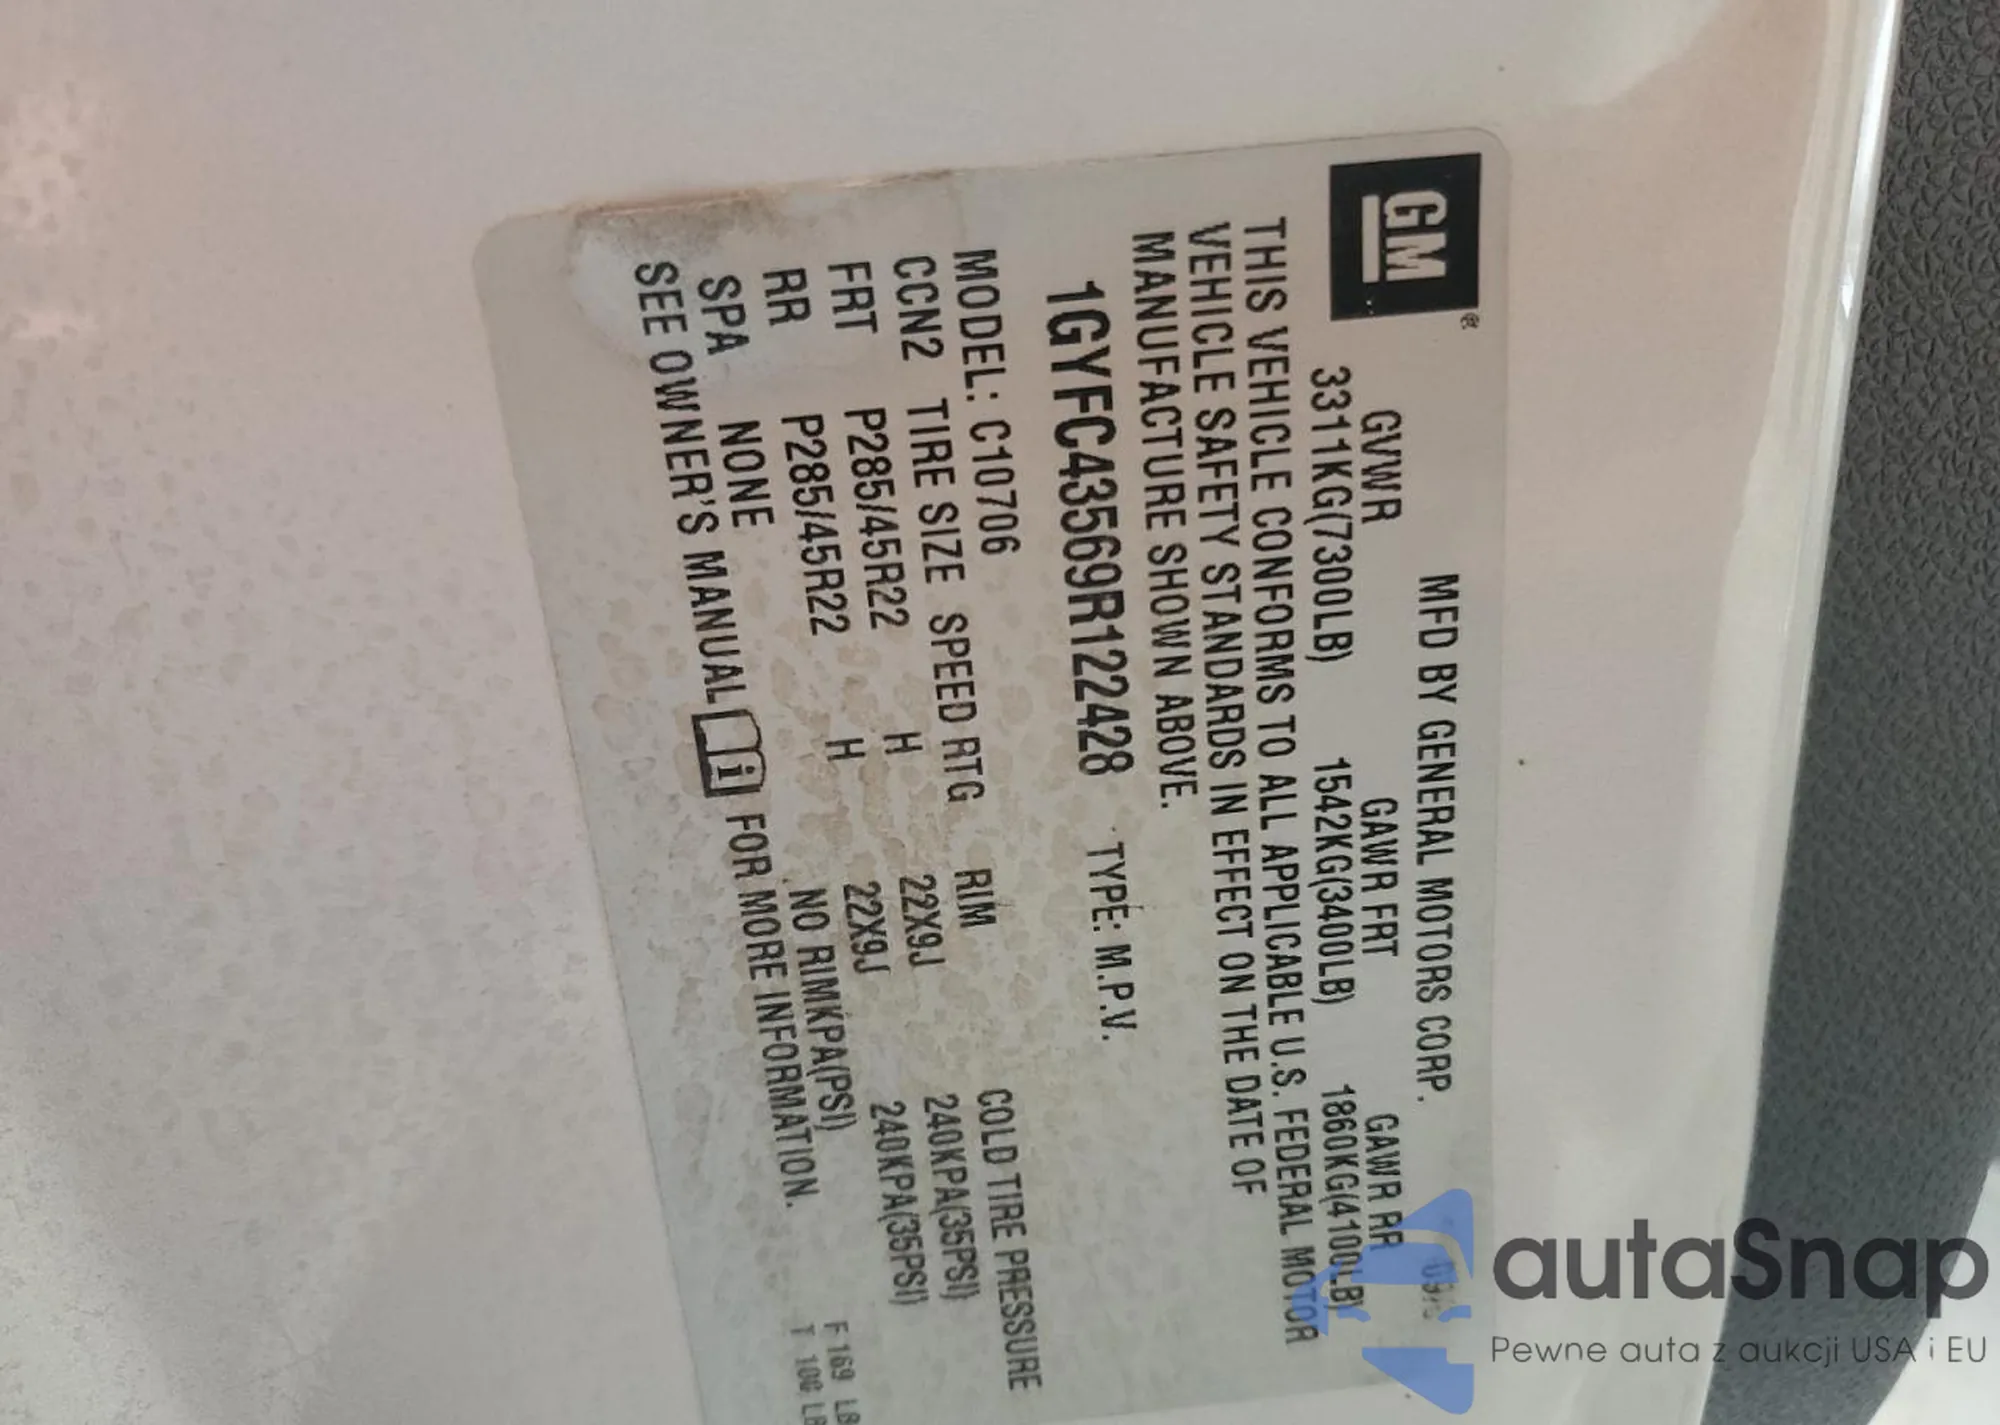 GM ®
MFD BY GENERAL MOTORS CORP.
GVWR GAWR FRT GAWR RR
3311KG(7300LB) 1542KG(3400LB) 1860KG(4100LB)
THIS VEHICLE CONFORMS TO ALL APPLICABLE U.S. FEDERAL MOTOR
VEHICLE SAFETY STANDARDS IN EFFECT ON THE DATE OF
MANUFACTURE SHOWN ABOVE.
1GYFC43569R122428 TYPE: M.P.V.
MODEL: C10706
CCN2 TIRE SIZE SPEED RTG RIM COLD TIRE PRESSURE
FRT P285/45R22 H 22X9J 240KPA(35PSI)
RR P285/45R22 H 22X9J 240KPA(35PSI)
SPA NONE NO RIMKPA(PSI)
SEE OWNER'S MANUAL i FOR MORE INFORMATION.
F 169 LB
T 100 LB
autaSnap
Pewne auta z aukcji USA i EU